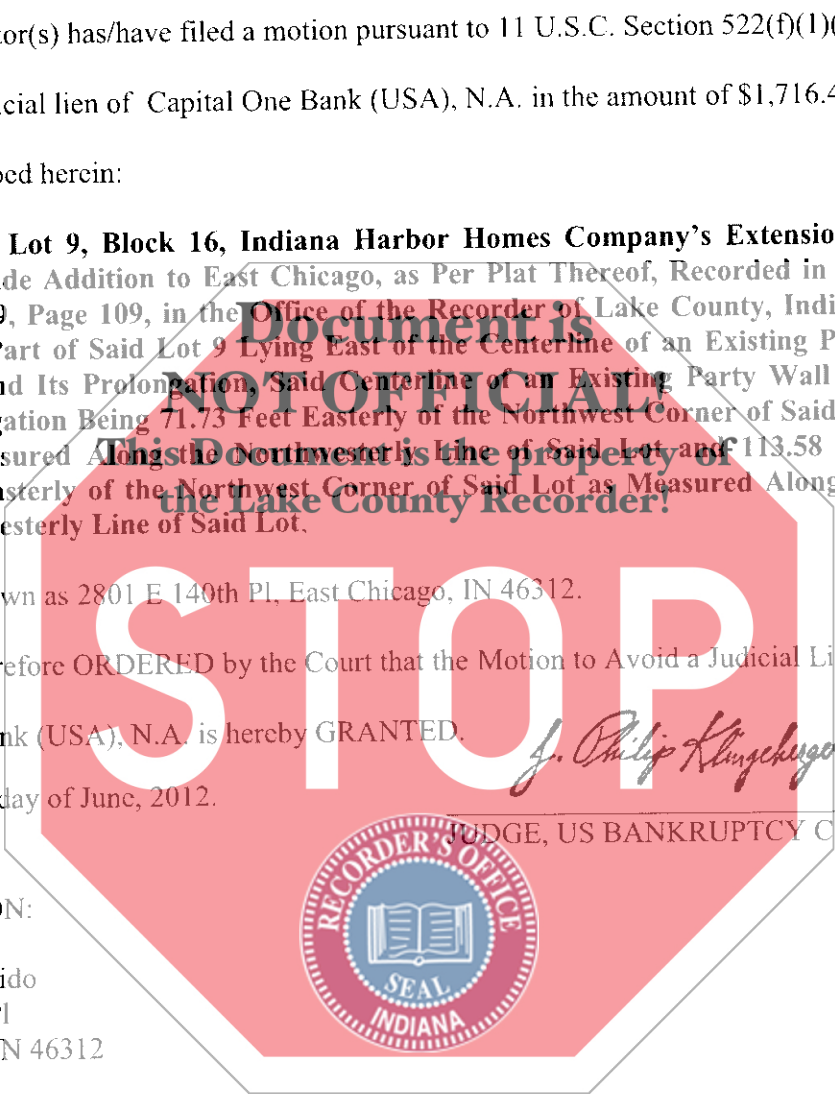 tor(s) has/have filed a motion pursuant to 11 U.S.C. Section 522(f)(1)(
icial lien of Capital One Bank (USA), N.A. in the amount of $1,716.4
bed herein:
Lot 9, Block 16, Indiana Harbor Homes Company's Extensio
de Addition to East Chicago, as Per Plat Thereof, Recorded in
9, Page 109, in the Office of the Recorder of Lake County, Indi
art of Said Lot 9 Lying East of the Centerline of an Existing P
d Its Prolongation, Said Centerline of an Existing Party Wall
ation Being 71.73 Feet Easterly of the Northwest Corner of Said
sured Along the Northwesterly Line of Said Lot and 113.58
sterly of the Northwest Corner of Said Lot as Measured Along
esterly Line of Said Lot.
Document is
NOT OFFICIAL!
This Document is the property of
the Lake County Recorder!
STOP
wn as 2801 E 140th Pl, East Chicago, IN 46312.
efore ORDERED by the Court that the Motion to Avoid a Judicial Li
nk (USA), N.A. is hereby GRANTED.
J. Philip Klingeberger
day of June, 2012.
JUDGE, US BANKRUPTCY C
RECORDER'S OFFICE
SEAL
INDIANA
N:
ido
l
N 46312